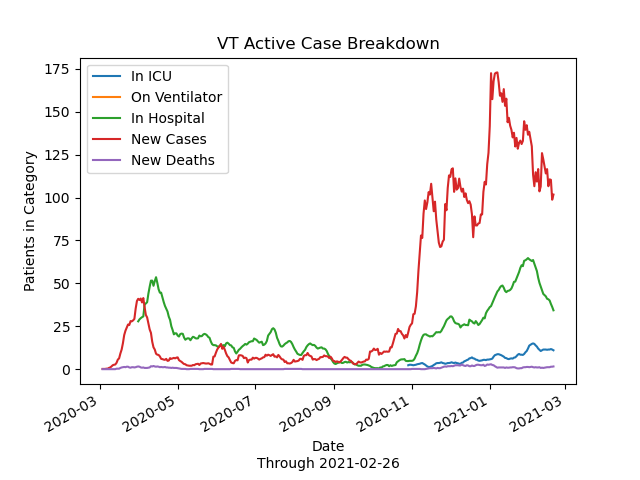 VT Active Case Breakdown
In ICU
On Ventilator
In Hospital
New Cases
New Deaths
Patients in Category
175
150
125
100
75
50
25
0
2020-03
2020-05
2020-07
2020-09
2020-11
2021-01
2021-03
Date
Through 2021-02-26